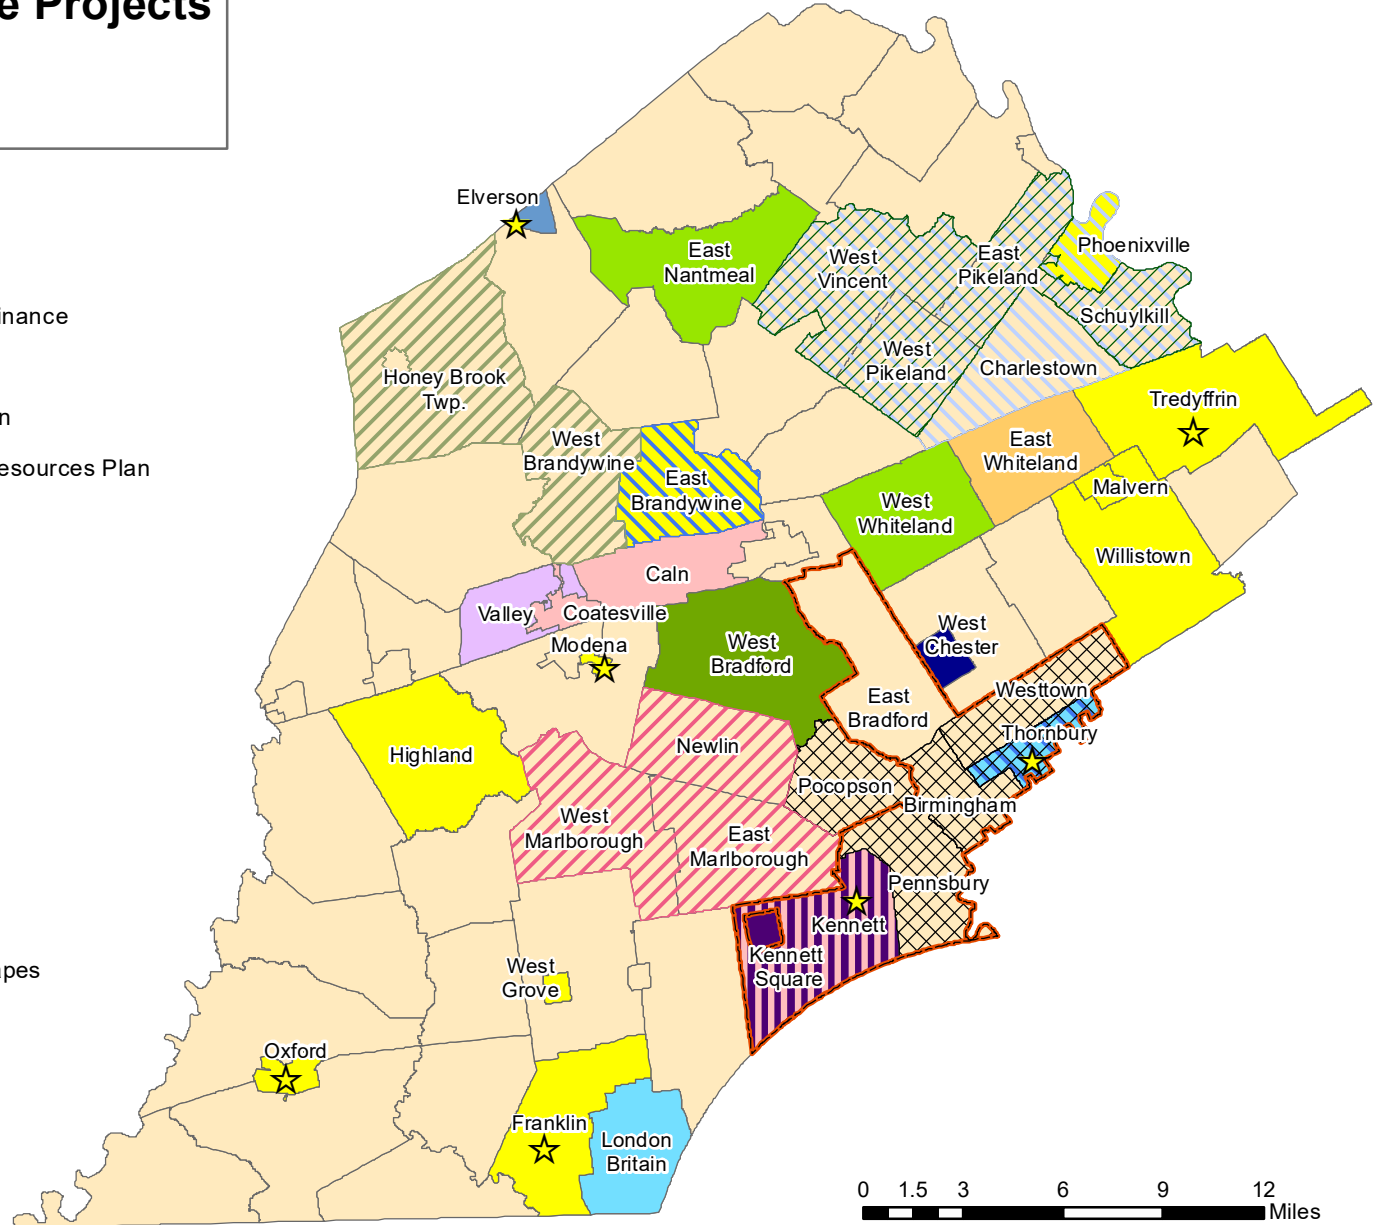 e Projects
inance
n
esources Plan
apes
Elverson
East
Nantmeal
West
Vincent
East
Pikeland
Phoenixville
Schuylkill
West
Pikeland
Charlestown
Honey Brook
Twp.
Tredyffrin
West
Brandywine
East
Brandywine
East
Whiteland
Malvern
West
Whiteland
Willistown
Caln
Valley
Coatesville
Modena
West
Bradford
West
Chester
Westtown
East
Bradford
Thornbury
Highland
Newlin
Pocopson
Birmingham
West
Marlborough
East
Marlborough
Pennsbury
Kennett
Kennett
Square
West
Grove
Oxford
Franklin
London
Britain
0 1.5 3 6 9 12
Miles